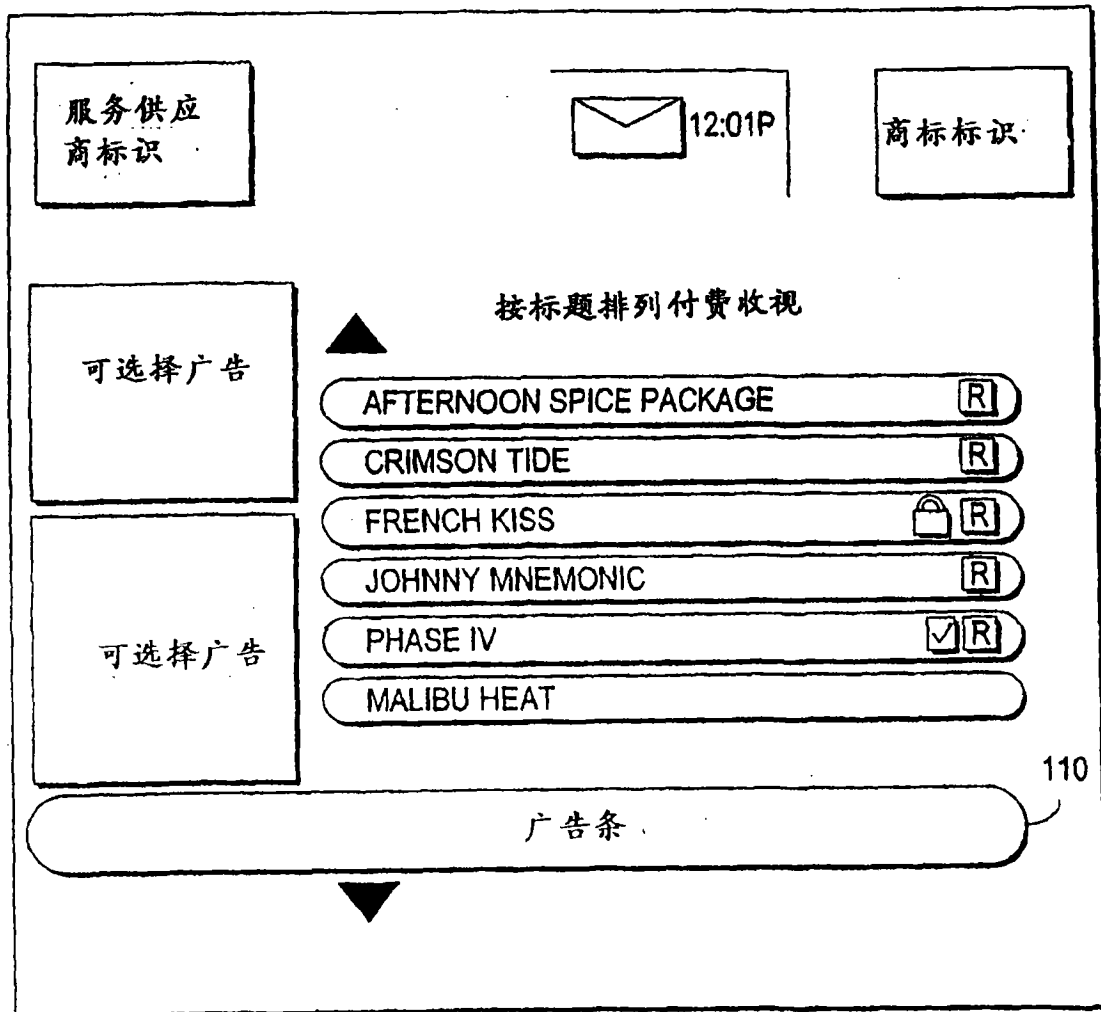 服务供应
商标识
12:01P
商标标识
按标题排列付费收视
可选择广告
AFTERNOON SPICE PACKAGE R
CRIMSON TIDE R
FRENCH KISS R
JOHNNY MNEMONIC R
PHASE IV R
MALIBU HEAT
可选择广告
110
广告条